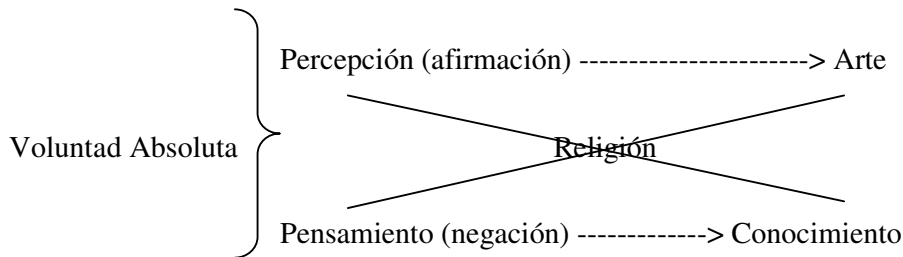 Percepción (afirmación) -----------------------> Arte
Voluntad Absoluta Religión
Pensamiento (negación) -------------> Conocimiento